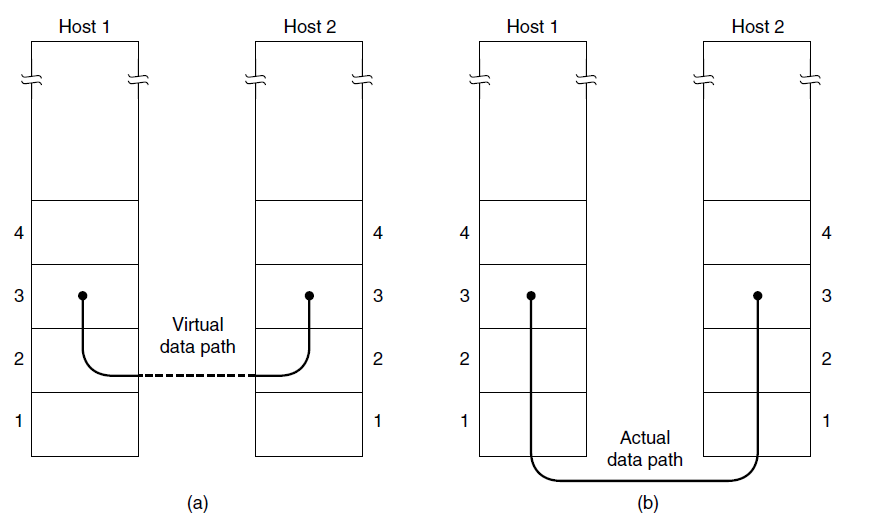 Host 1 Host 2 Host 1 Host 2
4 4 4 4
3 3 3 3
Virtual
data path
2 2 2 2
1 1 1 1
Actual
data path
(a) (b)